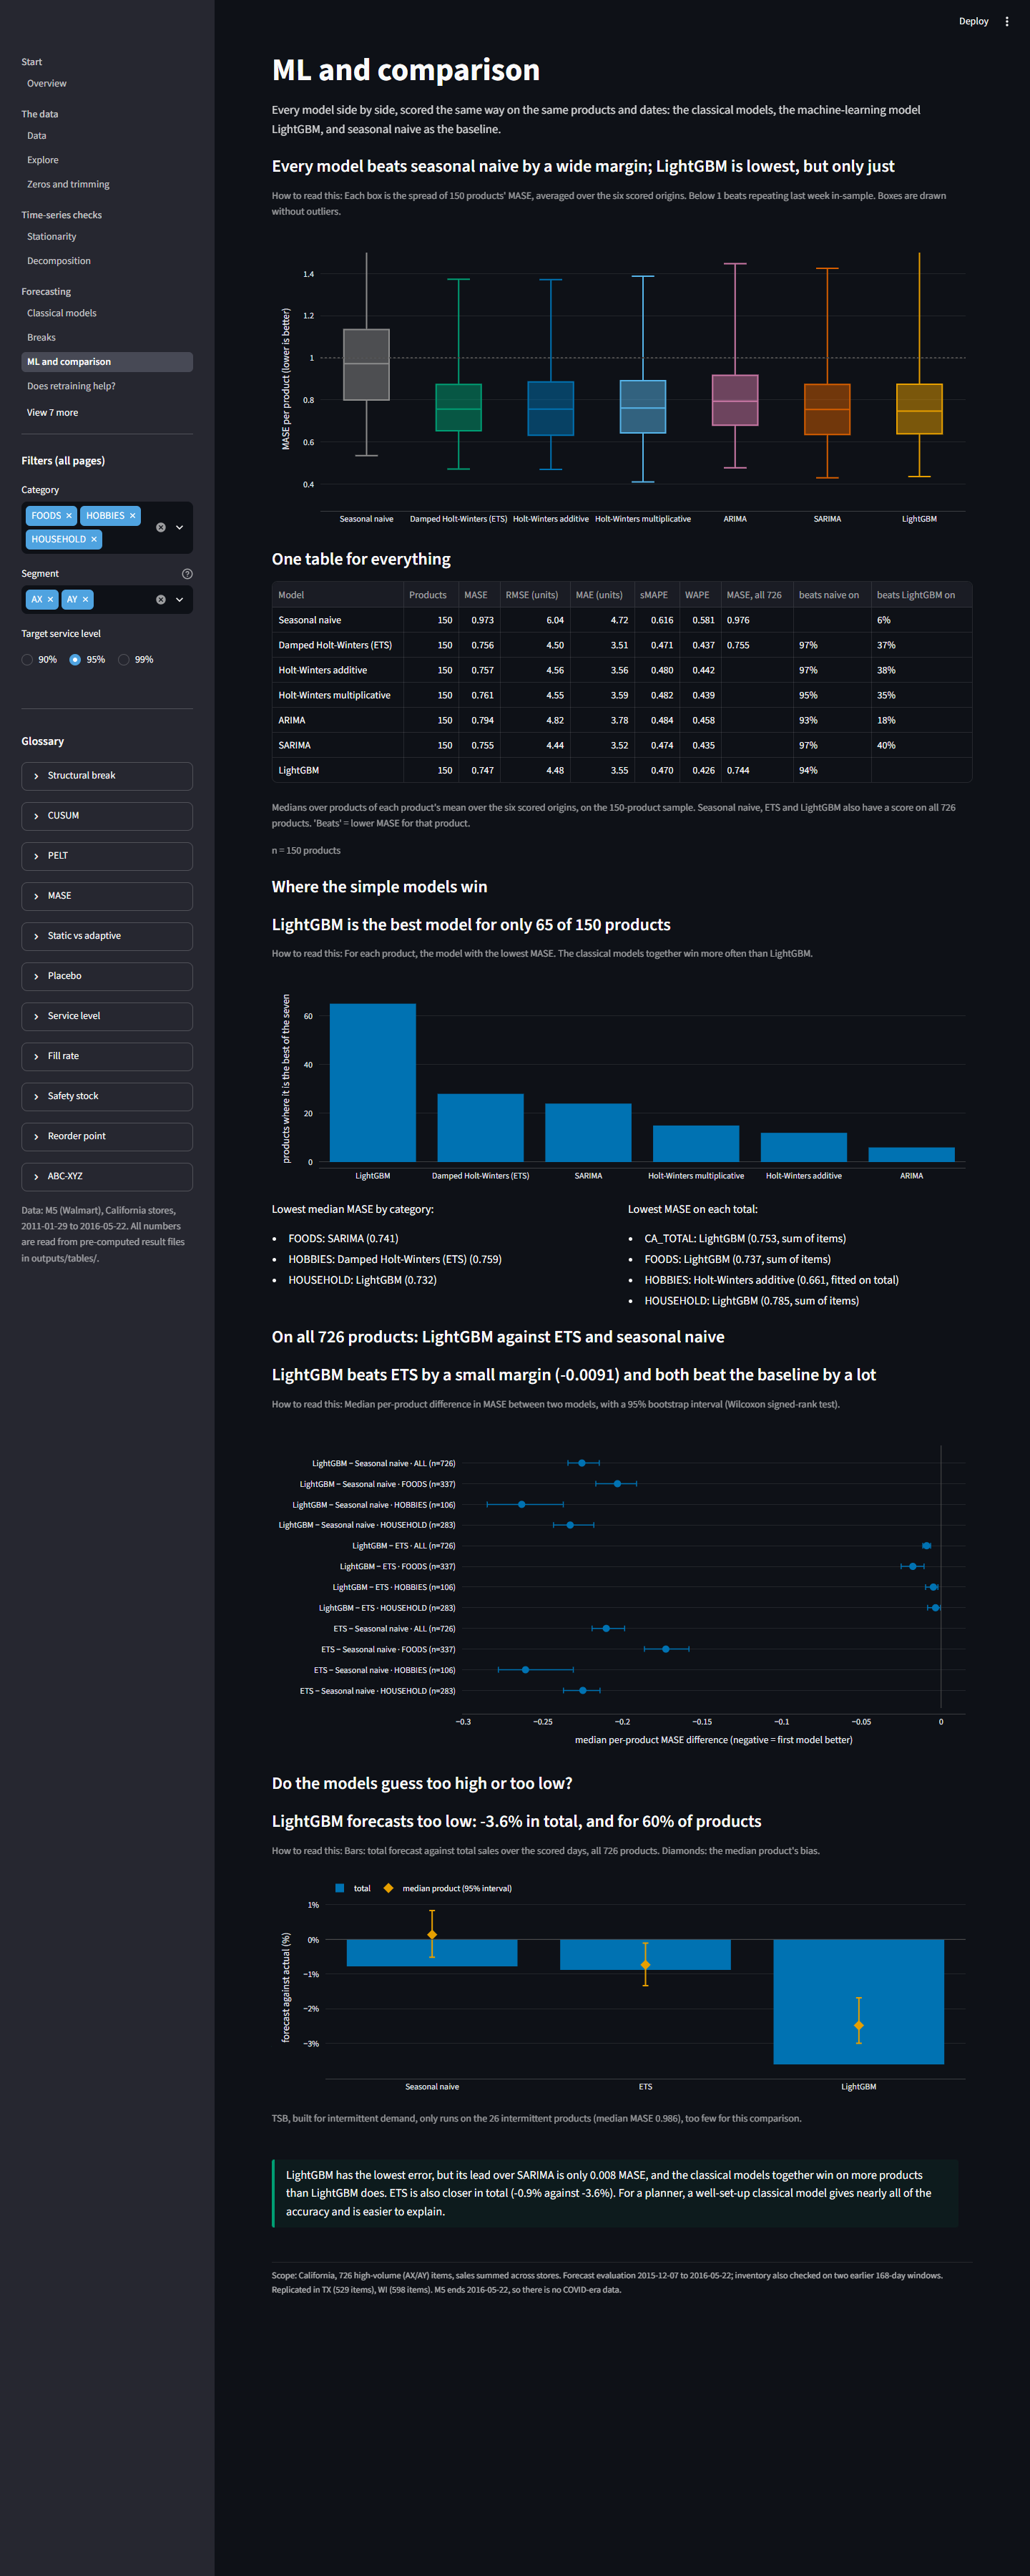 Deploy
Start
Overview
The data
Data
Explore
Zeros and trimming
Time-series checks
Stationarity
Decomposition
Forecasting
Classical models
Breaks
ML and comparison
Does retraining help?
View 7 more
Filters (all pages)
Category
FOODS × HOBBIES ×
HOUSEHOLD ×
Segment
AX × AY ×
Target service level
90% 95% 99%
Glossary
Structural break
CUSUM
PELT
MASE
Static vs adaptive
Placebo
Service level
Fill rate
Safety stock
Reorder point
ABC-XYZ
Data: M5 (Walmart), California stores,
2011-01-29 to 2016-05-22. All numbers
are read from pre-computed result files
in outputs/tables/.
ML and comparison
Every model side by side, scored the same way on the same products and dates: the classical models, the machine-learning model
LightGBM, and seasonal naive as the baseline.
Every model beats seasonal naive by a wide margin; LightGBM is lowest, but only just
How to read this: Each box is the spread of 150 products' MASE, averaged over the six scored origins. Below 1 beats repeating last week in-sample. Boxes are drawn
without outliers.
MASE per product (lower is better)
1.4
1.2
1
0.8
0.6
0.4
Seasonal naive Damped Holt-Winters (ETS) Holt-Winters additive Holt-Winters multiplicative ARIMA SARIMA LightGBM
One table for everything
Model Products MASE RMSE (units) MAE (units) sMAPE WAPE MASE, all 726 beats naive on beats LightGBM on
Seasonal naive 150 0.973 6.04 4.72 0.616 0.581 0.976 6%
Damped Holt-Winters (ETS) 150 0.756 4.50 3.51 0.471 0.437 0.755 97% 37%
Holt-Winters additive 150 0.757 4.56 3.56 0.480 0.442 97% 38%
Holt-Winters multiplicative 150 0.761 4.55 3.59 0.482 0.439 95% 35%
ARIMA 150 0.794 4.82 3.78 0.484 0.458 93% 18%
SARIMA 150 0.755 4.44 3.52 0.474 0.435 97% 40%
LightGBM 150 0.747 4.48 3.55 0.470 0.426 0.744 94%
Medians over products of each product's mean over the six scored origins, on the 150-product sample. Seasonal naive, ETS and LightGBM also have a score on all 726
products. 'Beats' = lower MASE for that product.
n = 150 products
Where the simple models win
LightGBM is the best model for only 65 of 150 products
How to read this: For each product, the model with the lowest MASE. The classical models together win more often than LightGBM.
products where it is the best of the seven
60
40
20
0
LightGBM Damped Holt-Winters (ETS) SARIMA Holt-Winters multiplicative Holt-Winters additive ARIMA
Lowest median MASE by category:
• FOODS: SARIMA (0.741)
• HOBBIES: Damped Holt-Winters (ETS) (0.759)
• HOUSEHOLD: LightGBM (0.732)
Lowest MASE on each total:
• CA_TOTAL: LightGBM (0.753, sum of items)
• FOODS: LightGBM (0.737, sum of items)
• HOBBIES: Holt-Winters additive (0.661, fitted on total)
• HOUSEHOLD: LightGBM (0.785, sum of items)
On all 726 products: LightGBM against ETS and seasonal naive
LightGBM beats ETS by a small margin (-0.0091) and both beat the baseline by a lot
How to read this: Median per-product difference in MASE between two models, with a 95% bootstrap interval (Wilcoxon signed-rank test).
LightGBM − Seasonal naive · ALL (n=726)
LightGBM − Seasonal naive · FOODS (n=337)
LightGBM − Seasonal naive · HOBBIES (n=106)
LightGBM − Seasonal naive · HOUSEHOLD (n=283)
LightGBM − ETS · ALL (n=726)
LightGBM − ETS · FOODS (n=337)
LightGBM − ETS · HOBBIES (n=106)
LightGBM − ETS · HOUSEHOLD (n=283)
ETS − Seasonal naive · ALL (n=726)
ETS − Seasonal naive · FOODS (n=337)
ETS − Seasonal naive · HOBBIES (n=106)
ETS − Seasonal naive · HOUSEHOLD (n=283)
−0.3 −0.25 −0.2 −0.15 −0.1 −0.05 0
median per-product MASE difference (negative = first model better)
Do the models guess too high or too low?
LightGBM forecasts too low: -3.6% in total, and for 60% of products
How to read this: Bars: total forecast against total sales over the scored days, all 726 products. Diamonds: the median product's bias.
total median product (95% interval)
forecast against actual (%)
1%
0%
−1%
−2%
−3%
Seasonal naive ETS LightGBM
TSB, built for intermittent demand, only runs on the 26 intermittent products (median MASE 0.986), too few for this comparison.
LightGBM has the lowest error, but its lead over SARIMA is only 0.008 MASE, and the classical models together win on more products
than LightGBM does. ETS is also closer in total (-0.9% against -3.6%). For a planner, a well-set-up classical model gives nearly all of the
accuracy and is easier to explain.
Scope: California, 726 high-volume (AX/AY) items, sales summed across stores. Forecast evaluation 2015-12-07 to 2016-05-22; inventory also checked on two earlier 168-day windows.
Replicated in TX (529 items), WI (598 items). M5 ends 2016-05-22, so there is no COVID-era data.